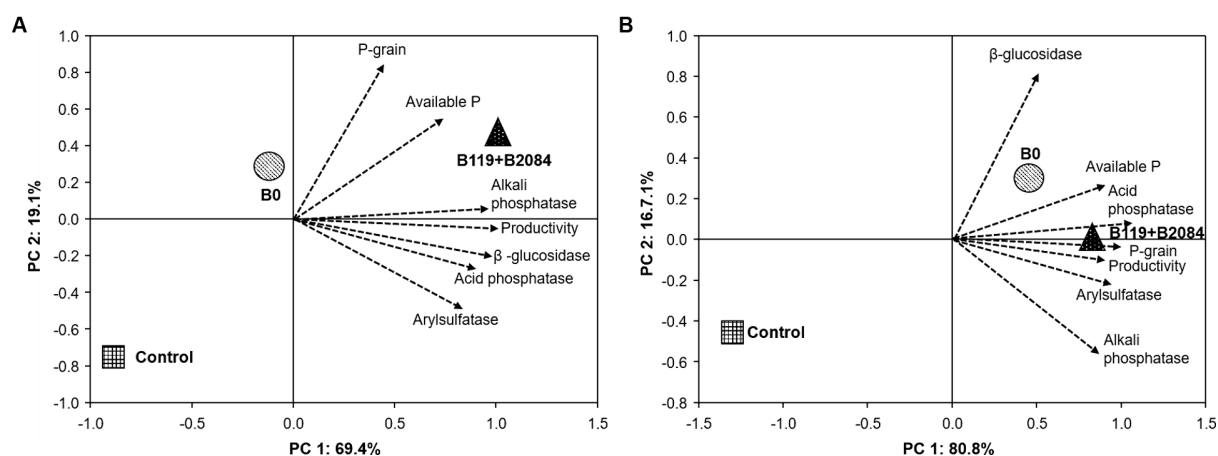 A
PC 2: 19.1%
1.0
0.8
0.6
0.4
0.2
0.0
-0.2
-0.4
-0.6
-0.8
-1.0
P-grain
Available P
B119+B2084
B0
Alkali
phosphatase
Productivity
β -glucosidase
Acid phosphatase
Arylsulfatase
Control
-1.0
-0.5
0.0
0.5
1.0
1.5
PC 1: 69.4%
B
PC 2: 16.7.1%
1.0
0.8
0.6
0.4
0.2
0.0
-0.2
-0.4
-0.6
-0.8
β-glucosidase
B0
Available P
Acid
phosphatase
B119+B2084
P-grain
Productivity
Arylsulfatase
Alkali
phosphatase
Control
-1.5
-1.0
-0.5
0.0
0.5
1.0
1.5
PC 1: 80.8%